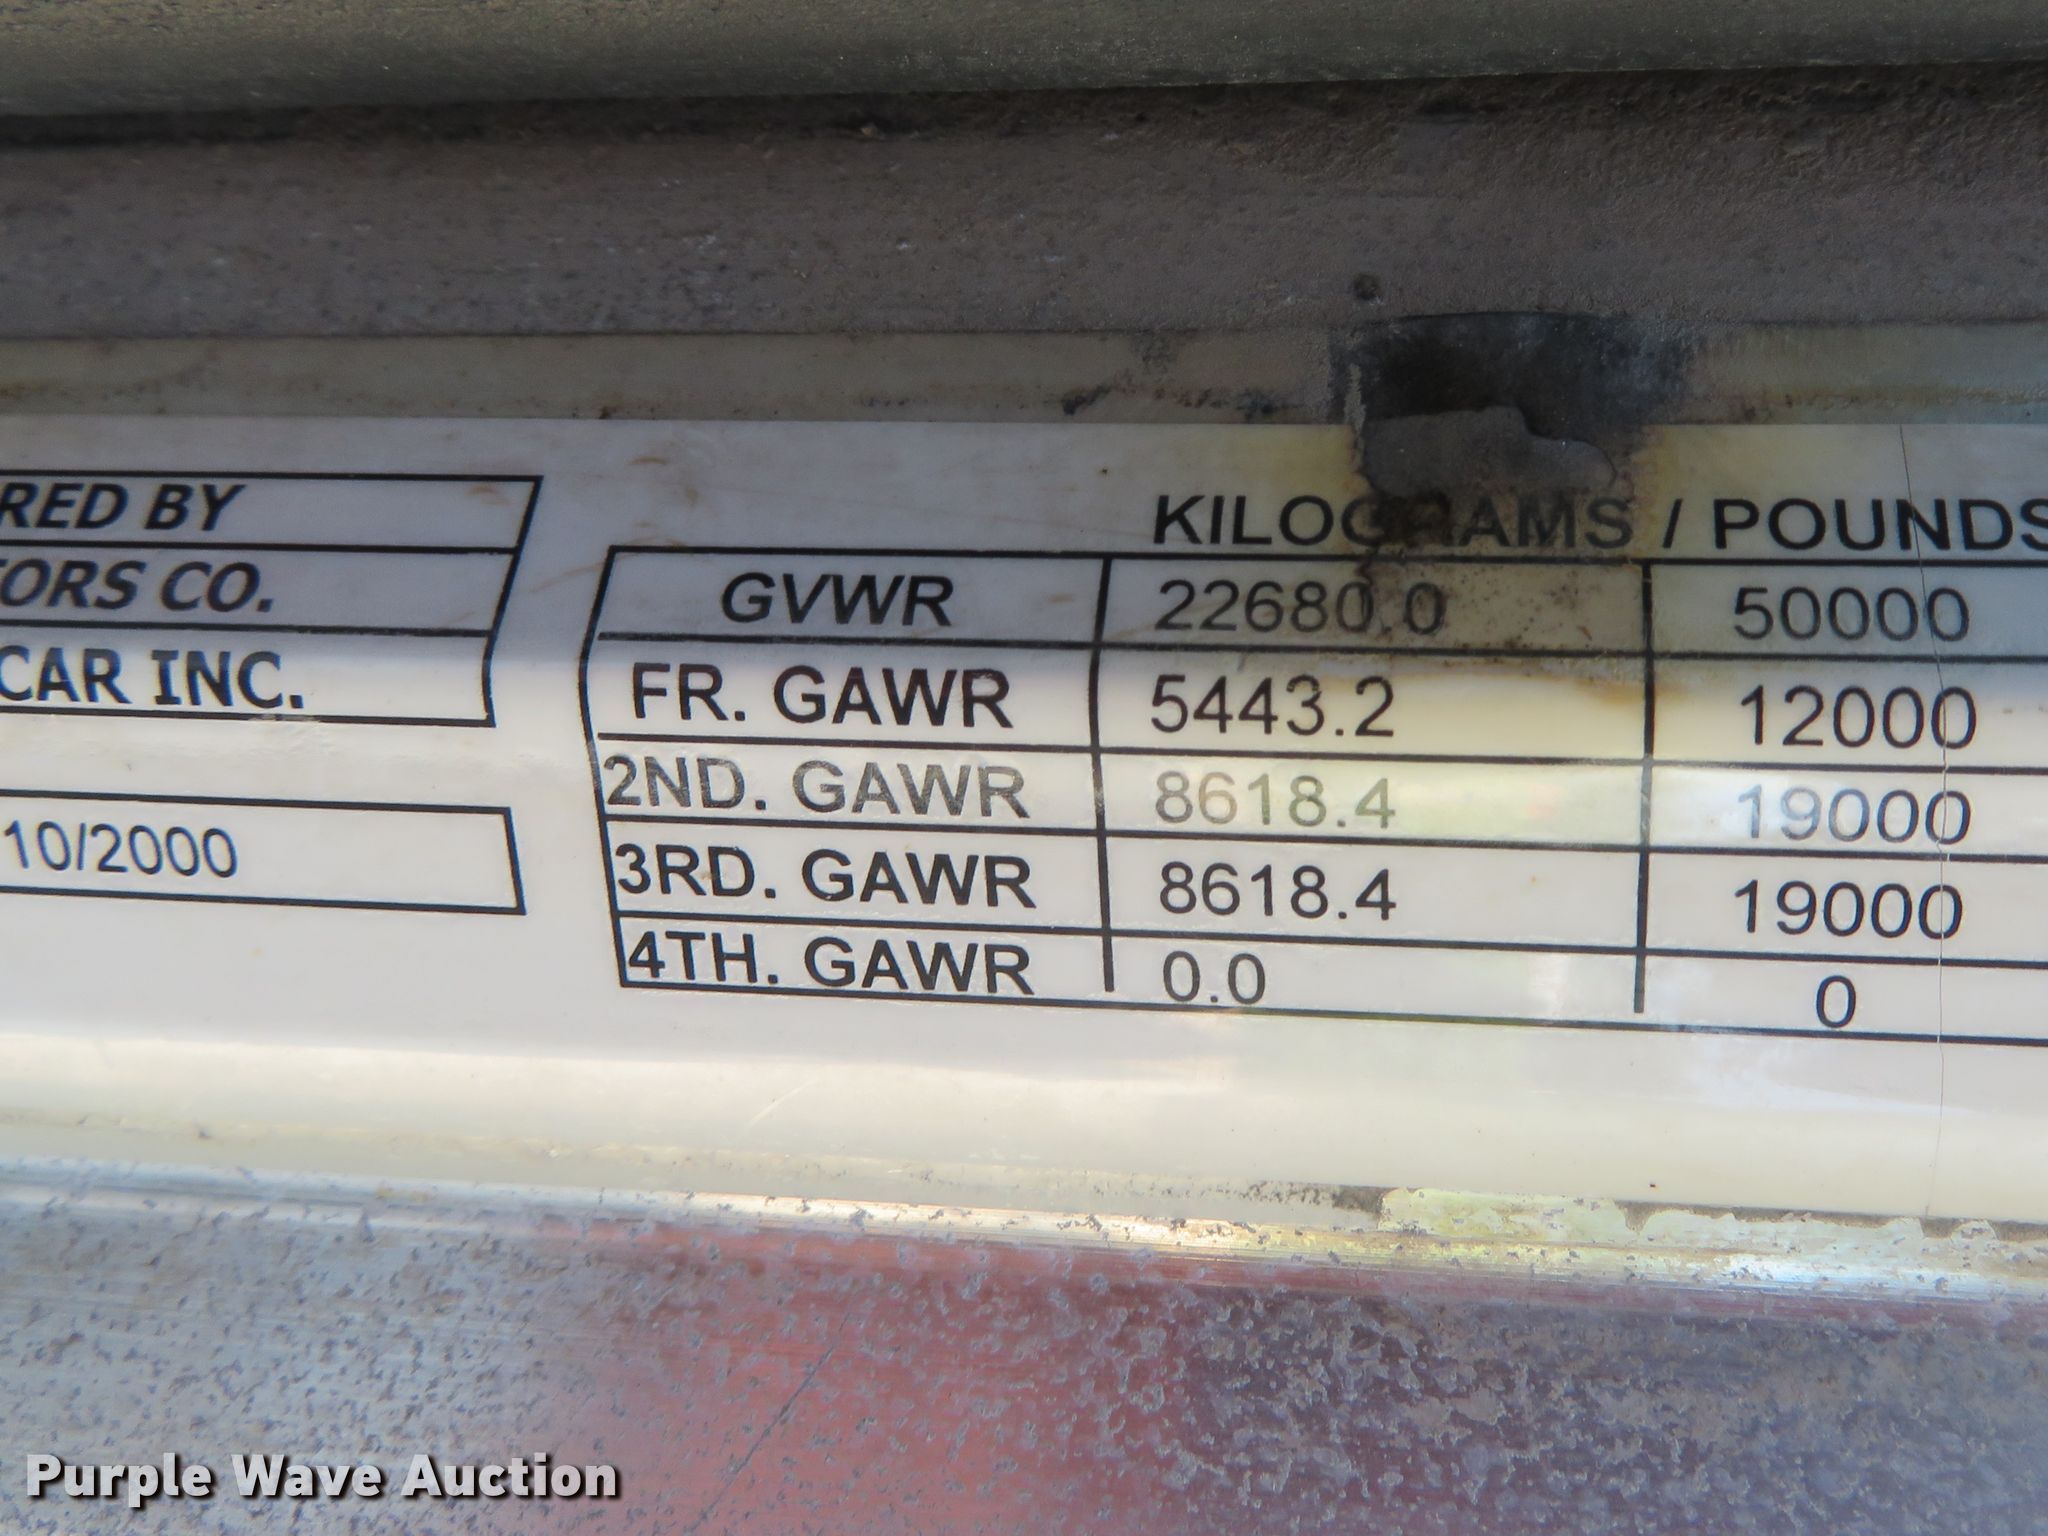 RED BY
TORS CO.
CAR INC.
10/2000
KILOGRAMS / POUNDS
GVWR 22680.0 50000
FR. GAWR 5443.2 12000
2ND. GAWR 8618.4 19000
3RD. GAWR 8618.4 19000
4TH. GAWR 0.0 0
Purple Wave Auction